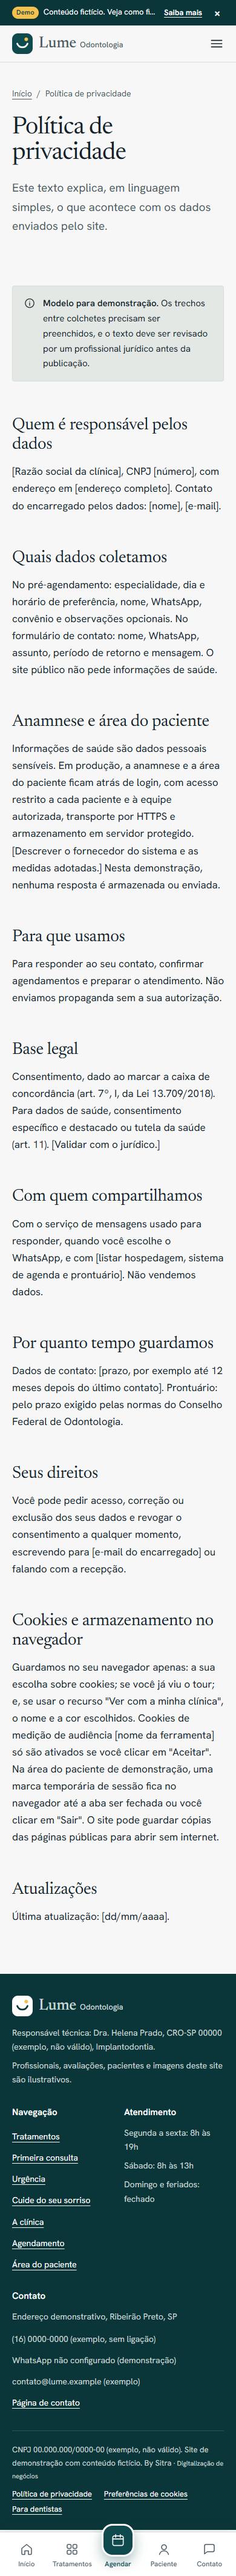 Demo Conteúdo fictício. Veja como fi... Saiba mais ×
Lume Odontologia
Início / Política de privacidade
Política de
privacidade
Este texto explica, em linguagem
simples, o que acontece com os dados
enviados pelo site.
Modelo para demonstração. Os trechos
entre colchetes precisam ser
preenchidos, e o texto deve ser revisado
por um profissional jurídico antes da
publicação.
Quem é responsável pelos
dados
[Razão social da clínica], CNPJ [número], com
endereço em [endereço completo]. Contato
do encarregado pelos dados: [nome], [e-mail].
Quais dados coletamos
No pré-agendamento: especialidade, dia e
horário de preferência, nome, WhatsApp,
convênio e observações opcionais. No
formulário de contato: nome, WhatsApp,
assunto, período de retorno e mensagem. O
site público não pede informações de saúde.
Anamnese e área do paciente
Informações de saúde são dados pessoais
sensíveis. Em produção, a anamnese e a área
do paciente ficam atrás de login, com acesso
restrito a cada paciente e à equipe
autorizada, transporte por HTTPS e
armazenamento em servidor protegido.
[Descrever o fornecedor do sistema e as
medidas adotadas.] Nesta demonstração,
nenhuma resposta é armazenada ou enviada.
Para que usamos
Para responder ao seu contato, confirmar
agendamentos e preparar o atendimento. Não
enviamos propaganda sem a sua autorização.
Base legal
Consentimento, dado ao marcar a caixa de
concordância (art. 7º, I, da Lei 13.709/2018).
Para dados de saúde, consentimento
específico e destacado ou tutela da saúde
(art. 11). [Validar com o jurídico.]
Com quem compartilhamos
Com o serviço de mensagens usado para
responder, quando você escolhe o
WhatsApp, e com [listar hospedagem, sistema
de agenda e prontuário]. Não vendemos
dados.
Por quanto tempo guardamos
Dados de contato: [prazo, por exemplo até 12
meses depois do último contato]. Prontuário:
pelo prazo exigido pelas normas do Conselho
Federal de Odontologia.
Seus direitos
Você pode pedir acesso, correção ou
exclusão dos seus dados e revogar o
consentimento a qualquer momento,
escrevendo para [e-mail do encarregado] ou
falando com a recepção.
Cookies e armazenamento no
navegador
Guardamos no seu navegador apenas: a sua
escolha sobre cookies; se você já viu o tour;
e, se usar o recurso "Ver com a minha clínica",
o nome e a cor escolhidos. Cookies de
medição de audiência [nome da ferramenta]
só são ativados se você clicar em "Aceitar".
Na área do paciente de demonstração, uma
marca temporária de sessão fica no
navegador até a aba ser fechada ou você
clicar em "Sair". O site pode guardar cópias
das páginas públicas para abrir sem internet.
Atualizações
Última atualização: [dd/mm/aaaa].
Lume Odontologia
Responsável técnica: Dra. Helena Prado, CRO-SP 00000
(exemplo, não válido), Implantodontia.
Profissionais, avaliações, pacientes e imagens deste site
são ilustrativos.
Navegação
Tratamentos
Primeira consulta
Urgência
Cuide do seu sorriso
A clínica
Agendamento
Área do paciente
Atendimento
Segunda a sexta: 8h às
19h
Sábado: 8h às 13h
Domingo e feriados:
fechado
Contato
Endereço demonstrativo, Ribeirão Preto, SP
(16) 0000-0000 (exemplo, sem ligação)
WhatsApp não configurado (demonstração)
contato@lume.example (exemplo)
Página de contato
CNPJ 00.000.000/0000-00 (exemplo, não válido). Site de
demonstração com conteúdo fictício. By Sitra · Digitalização de
negócios
Política de privacidade Preferências de cookies
Para dentistas
Início Tratamentos Agendar Paciente Contato